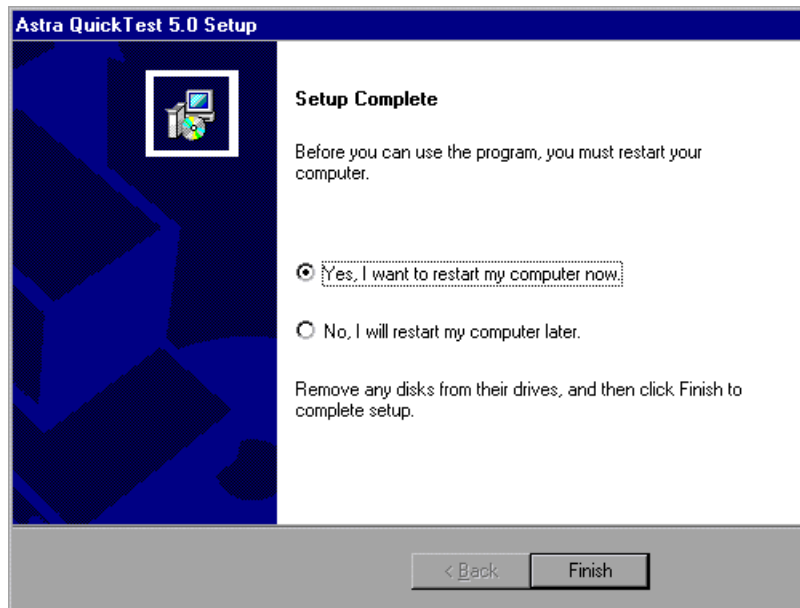 Astra QuickTest 5.0 Setup
Setup Complete
Before you can use the program, you must restart your
computer.
Yes, I want to restart my computer now.
No, I will restart my computer later.
Remove any disks from their drives, and then click Finish to
complete setup.
< Back
Finish